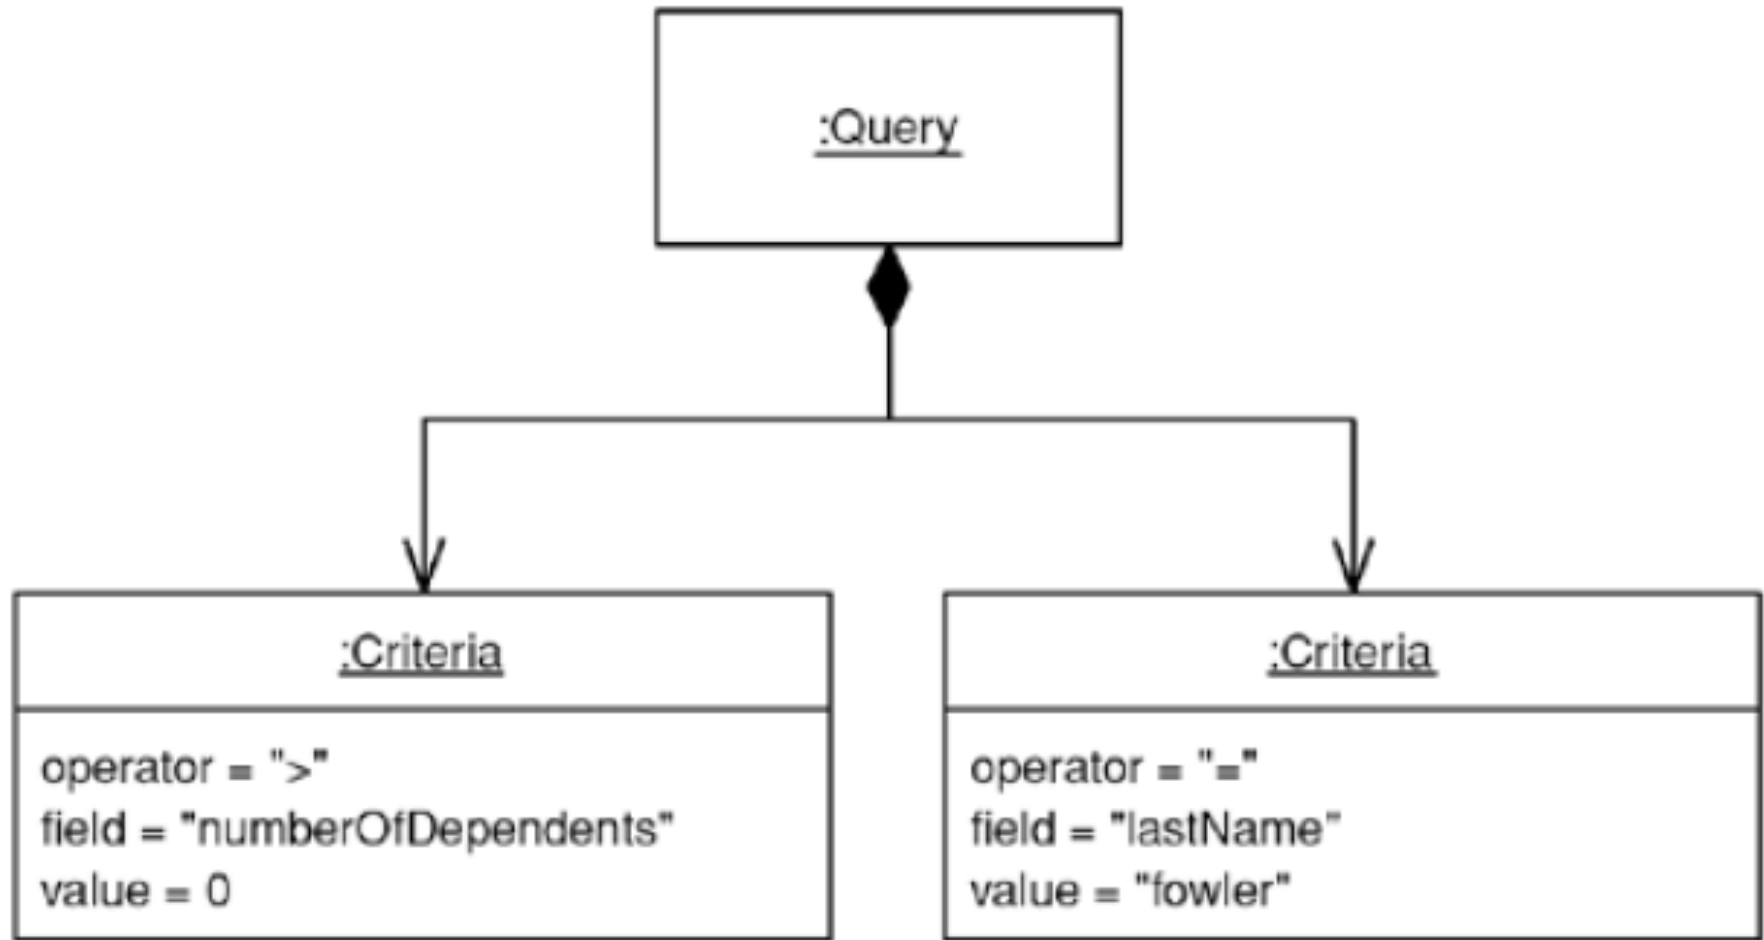 :Query
:Criteria
operator = ">"
field = "numberOfDependents"
value = 0
:Criteria
operator = "="
field = "lastName"
value = "fowler"